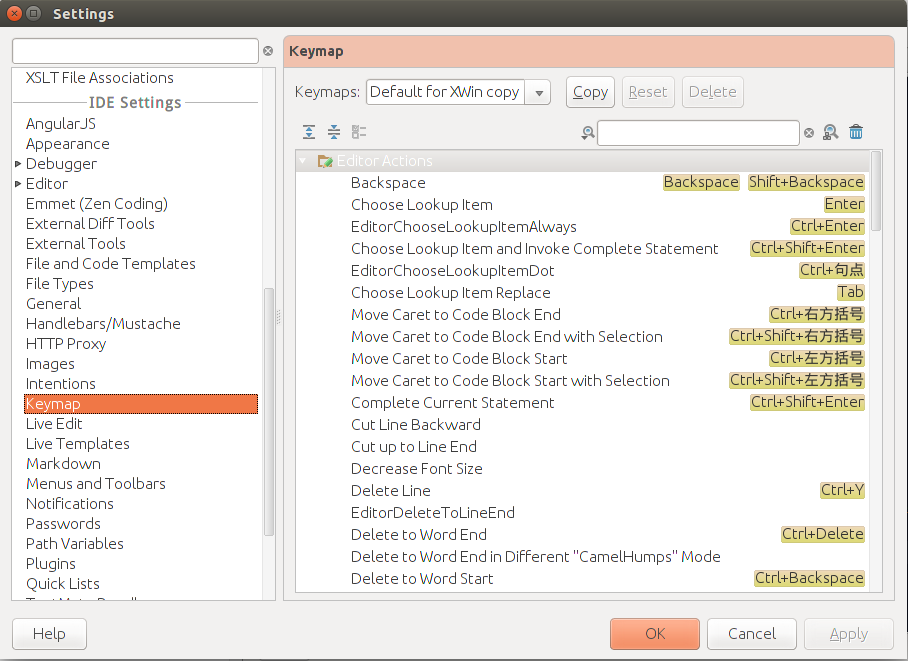 Settings
XSLT File Associations
IDE Settings
AngularJS
Appearance
Debugger
Editor
Emmet (Zen Coding)
External Diff Tools
External Tools
File and Code Templates
File Types
General
Handlebars/Mustache
HTTP Proxy
Images
Intentions
Keymap
Live Edit
Live Templates
Markdown
Menus and Toolbars
Notifications
Passwords
Path Variables
Plugins
Quick Lists
Keymap
Keymaps: Default for XWin copy Copy Reset Delete
Editor Actions
Backspace Backspace Shift+Backspace
Choose Lookup Item Enter
EditorChooseLookupItemAlways Ctrl+Enter
Choose Lookup Item and Invoke Complete Statement Ctrl+Shift+Enter
EditorChooseLookupItemDot Ctrl+句点
Choose Lookup Item Replace Tab
Move Caret to Code Block End Ctrl+右方括号
Move Caret to Code Block End with Selection Ctrl+Shift+右方括号
Move Caret to Code Block Start Ctrl+左方括号
Move Caret to Code Block Start with Selection Ctrl+Shift+左方括号
Complete Current Statement Ctrl+Shift+Enter
Cut Line Backward
Cut up to Line End
Decrease Font Size
Delete Line Ctrl+Y
EditorDeleteToLineEnd
Delete to Word End Ctrl+Delete
Delete to Word End in Different "CamelHumps" Mode
Delete to Word Start Ctrl+Backspace
Help OK Cancel Apply